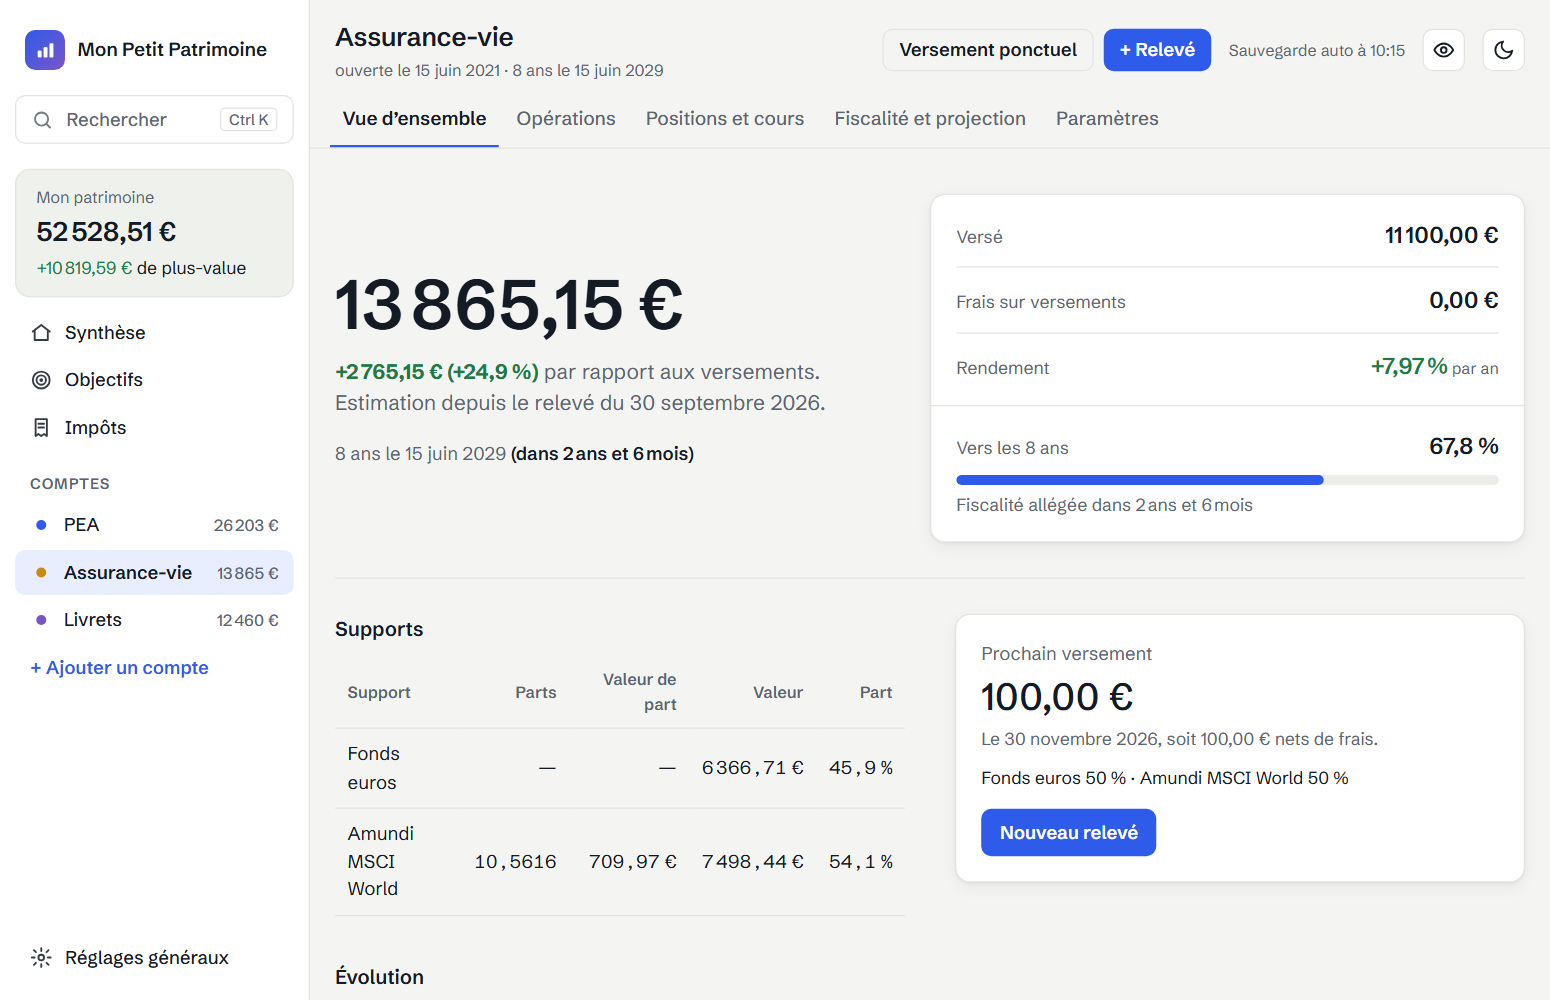 Mon Petit Patrimoine
Rechercher
Ctrl K
Mon patrimoine
52 528,51 €
+10 819,59 € de plus-value
Synthèse
Objectifs
Impôts
COMPTES
PEA 26 203 €
Assurance-vie 13 865 €
Livrets 12 460 €
+ Ajouter un compte
Réglages généraux
Assurance-vie
ouverte le 15 juin 2021 · 8 ans le 15 juin 2029
Versement ponctuel
+ Relevé
Sauvegarde auto à 10:15
Vue d’ensemble Opérations Positions et cours Fiscalité et projection Paramètres
13 865,15 €
+2 765,15 € (+24,9 %) par rapport aux versements.
Estimation depuis le relevé du 30 septembre 2026.
8 ans le 15 juin 2029 (dans 2 ans et 6 mois)
Versé 11 100,00 €
Frais sur versements 0,00 €
Rendement +7,97 % par an
Vers les 8 ans 67,8 %
Fiscalité allégée dans 2 ans et 6 mois
Supports
Support Parts Valeur de part Valeur Part
Fonds euros — — 6 366,71 € 45,9 %
Amundi MSCI World 10,5616 709,97 € 7 498,44 € 54,1 %
Prochain versement
100,00 €
Le 30 novembre 2026, soit 100,00 € nets de frais.
Fonds euros 50 % · Amundi MSCI World 50 %
Nouveau relevé
Évolution